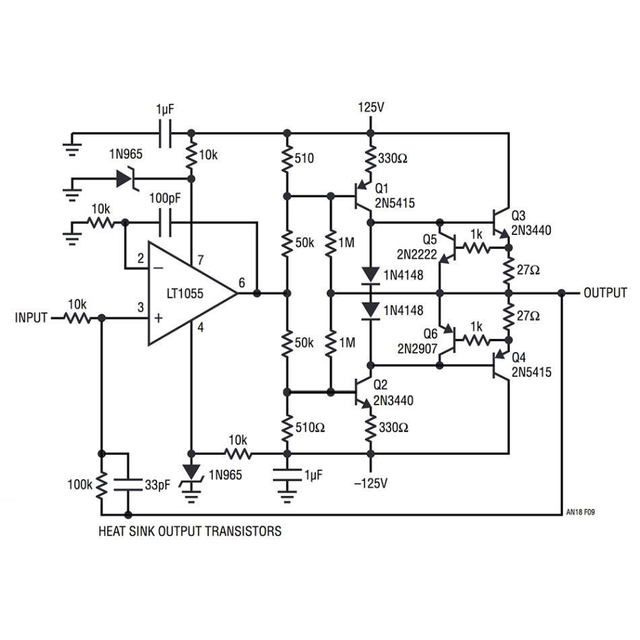 1µF
125V
1N965
10k
510
330Ω
100pF
Q1
2N5415
10k
Q3
2N3440
Q5
2N2222
1k
50k
1M
2
7
27Ω
1N4148
LT1055
6
OUTPUT
INPUT
10k
3
4
1N4148
27Ω
50k
1M
Q6
2N2907
1k
Q4
2N5415
Q2
2N3440
510Ω
330Ω
10k
100k
33pF
1N965
1µF
–125V
AN18 F09
HEAT SINK OUTPUT TRANSISTORS